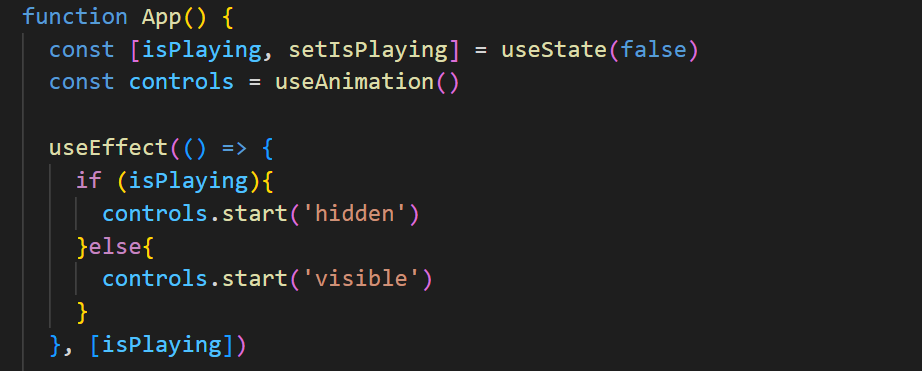 function App() {
  const [isPlaying, setIsPlaying] = useState(false)
  const controls = useAnimation()

  useEffect(() => {
    if (isPlaying){
      controls.start('hidden')
    }else{
      controls.start('visible')
    }
  }, [isPlaying])